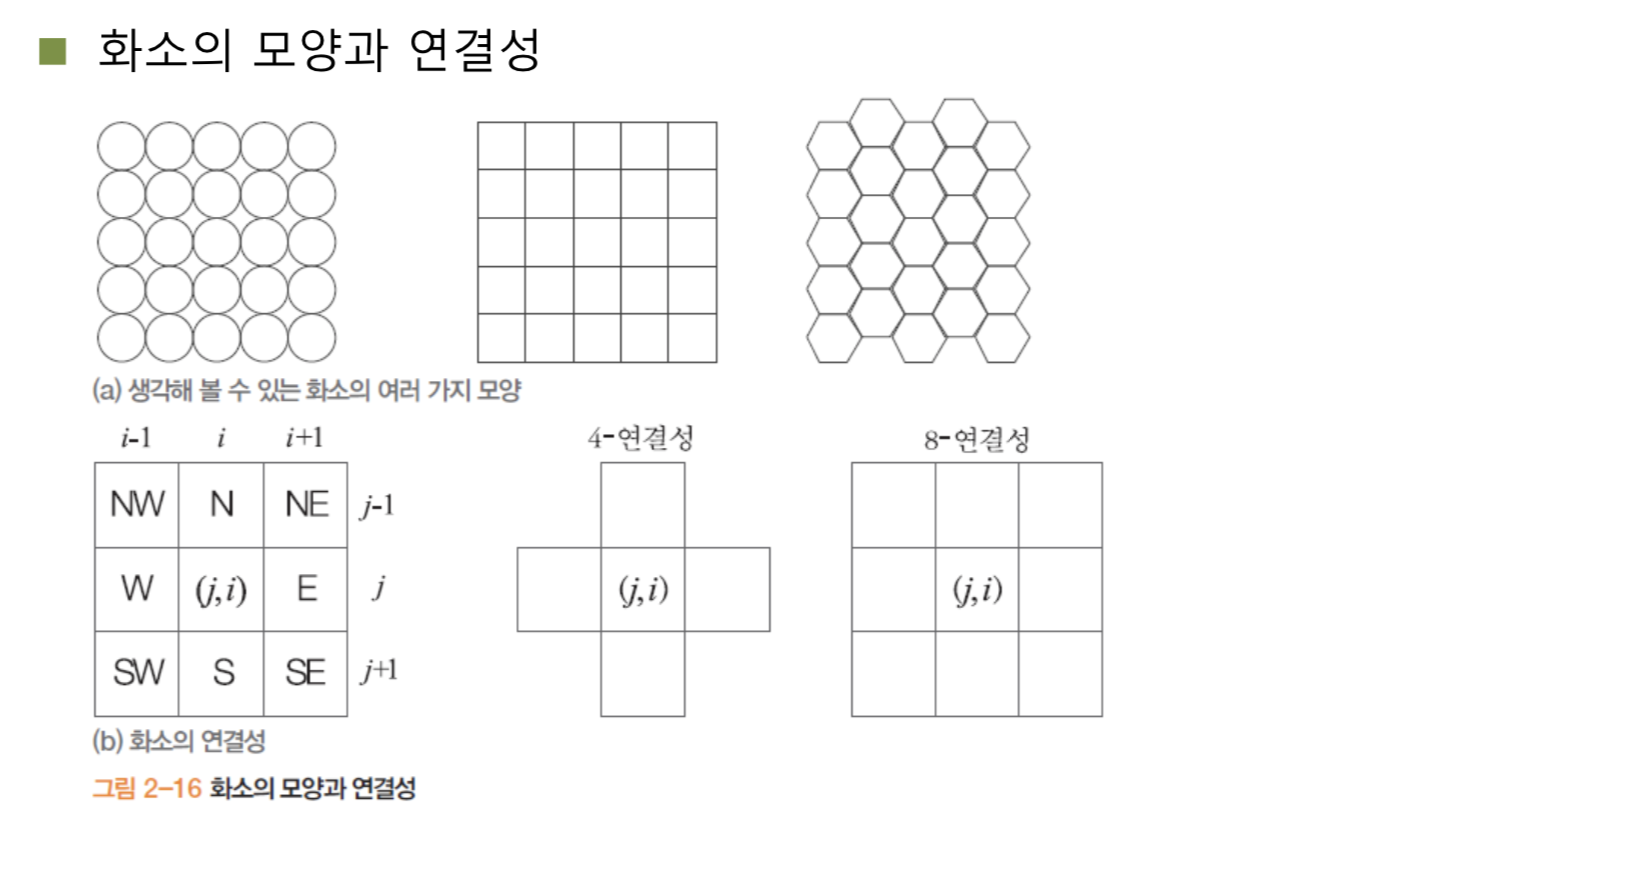 화소의 모양과 연결성
(a) 생각해 볼 수 있는 화소의 여러 가지 모양
i-1 i i+1
NW N NE j-1
W (j,i) E j
SW S SE j+1
4-연결성
(j,i)
8-연결성
(j,i)
(b) 화소의 연결성
그림 2-16 화소의 모양과 연결성